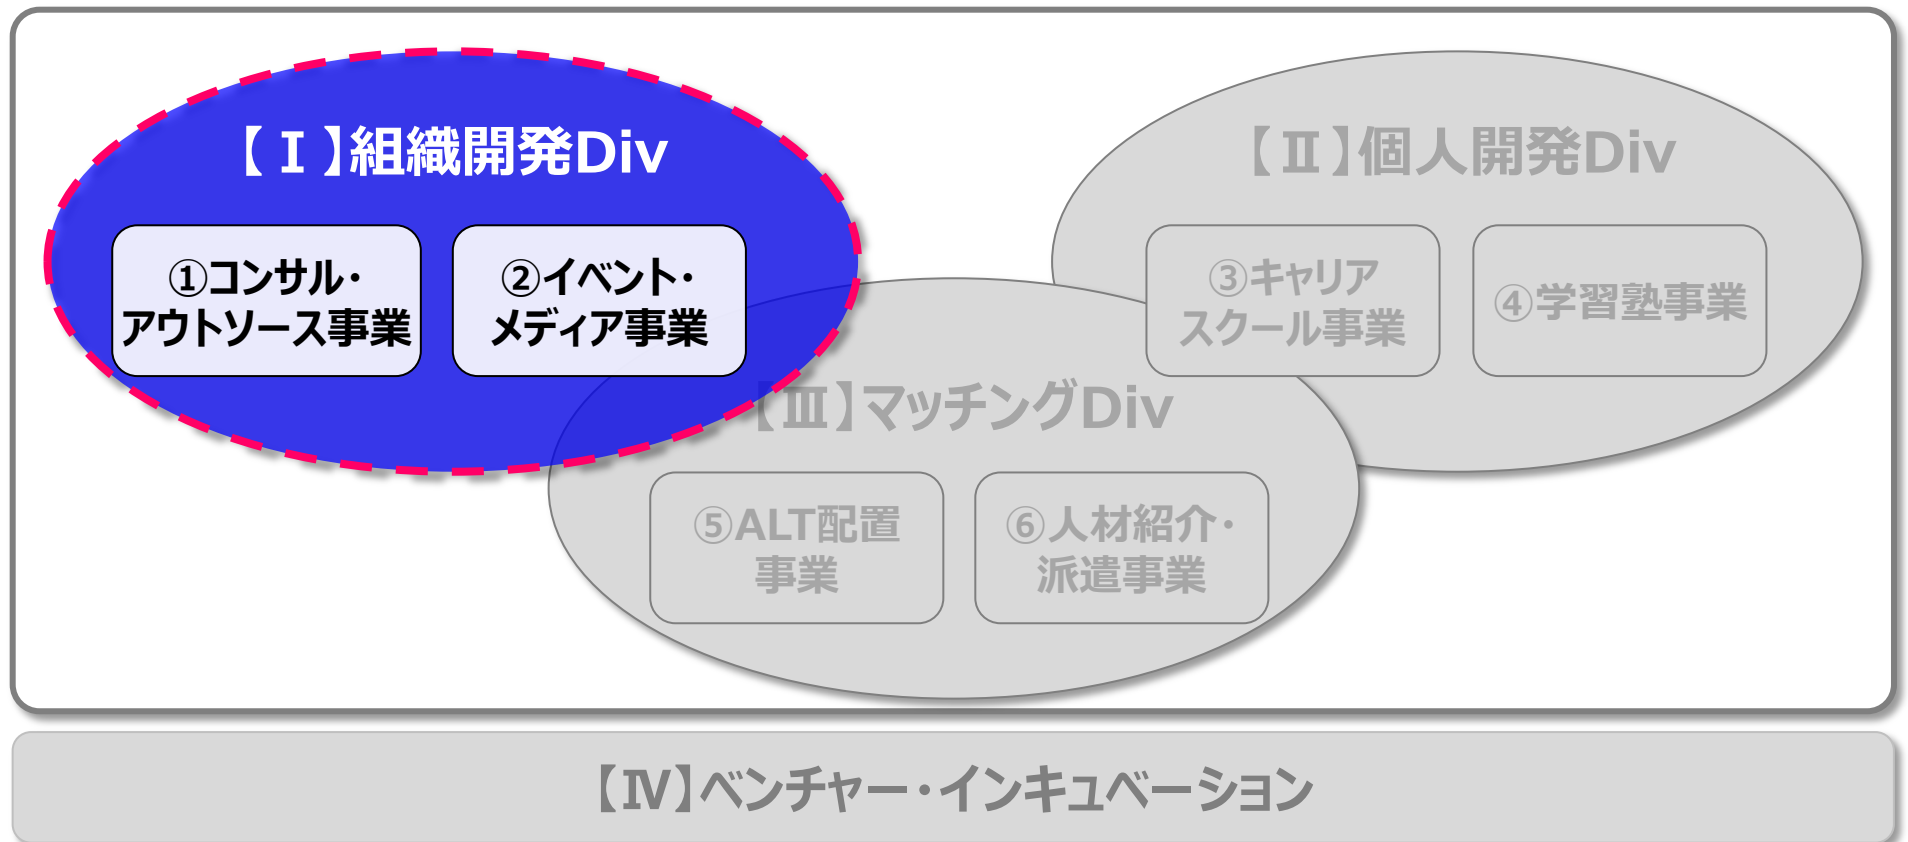 【Ⅰ】組織開発Div
①コンサル・
アウトソース事業
②イベント・
メディア事業
【Ⅱ】個人開発Div
③キャリア
スクール事業
④学習塾事業
【Ⅲ】マッチングDiv
⑤ALT配置
事業
⑥人材紹介・
派遣事業
【Ⅳ】ベンチャー・インキュベーション